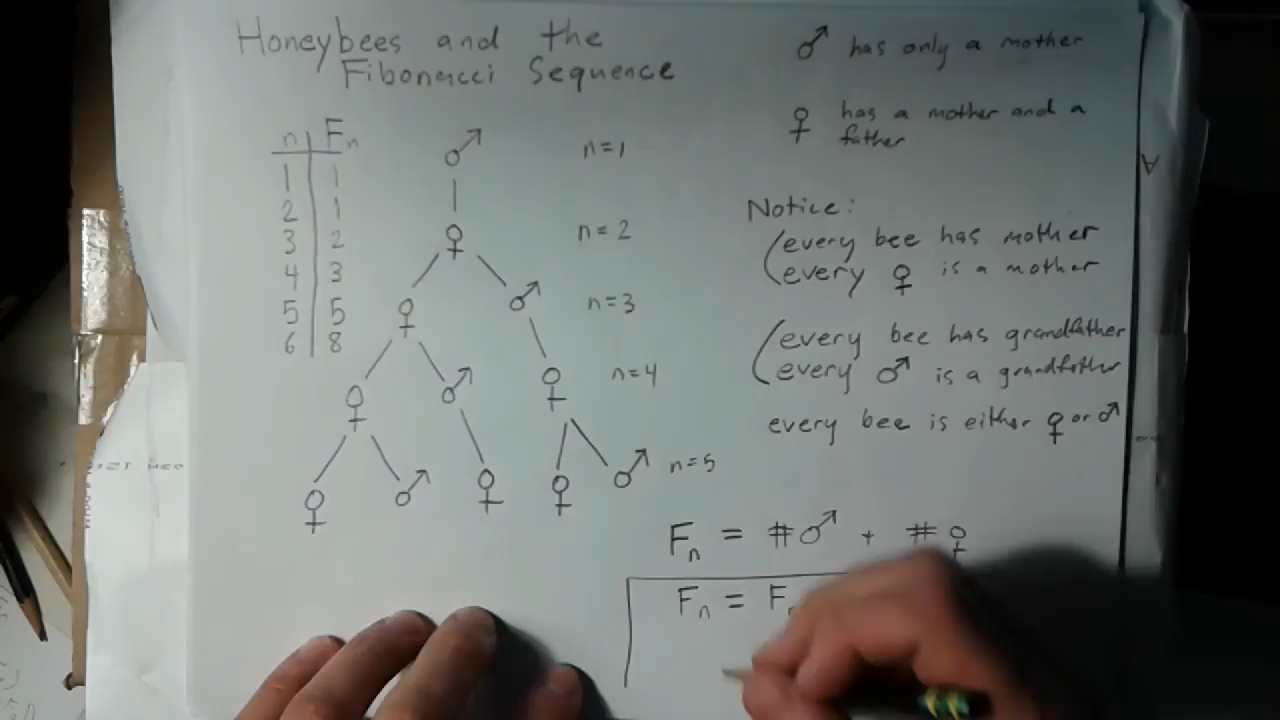 Honeybees and the
Fibonacci Sequence
n Fn
1 1
2 1
3 2
4 3
5 5
6 8
♂
♀
♀ ♂
♀ ♂ ♀
♀ ♂ ♀ ♀ ♂
n=1
n=2
n=3
n=4
n=5
♂ has only a mother
♀ has a mother and a
father
Notice:
(every bee has mother
(every ♀ is a mother
(every bee has grandfather
(every ♂ is a grandfather
every bee is either ♀ or ♂
Fn = #♂ + #♀
Fn = F
A